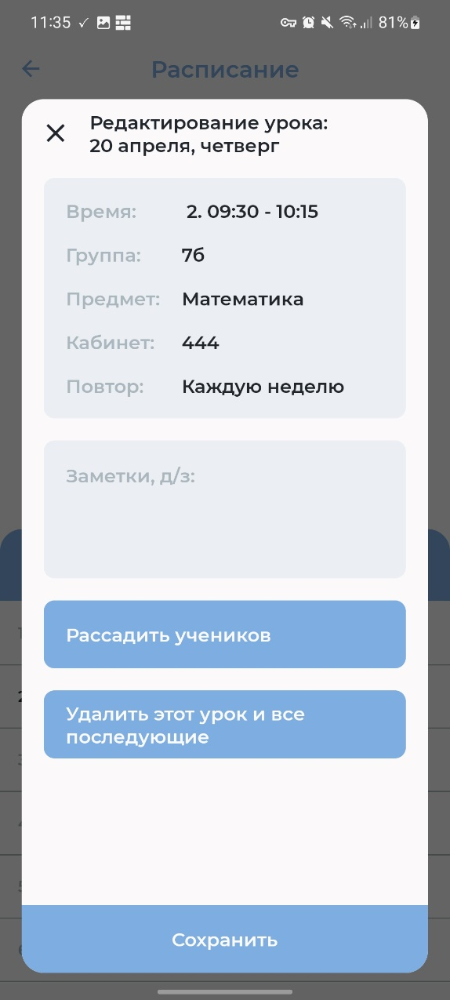 11:35
81%
Расписание
Редактирование урока:
20 апреля, четверг
Время: 2. 09:30 - 10:15
Группа: 7б
Предмет: Математика
Кабинет: 444
Повтор: Каждую неделю
Заметки, д/з:
Рассадить учеников
Удалить этот урок и все
последующие
Сохранить